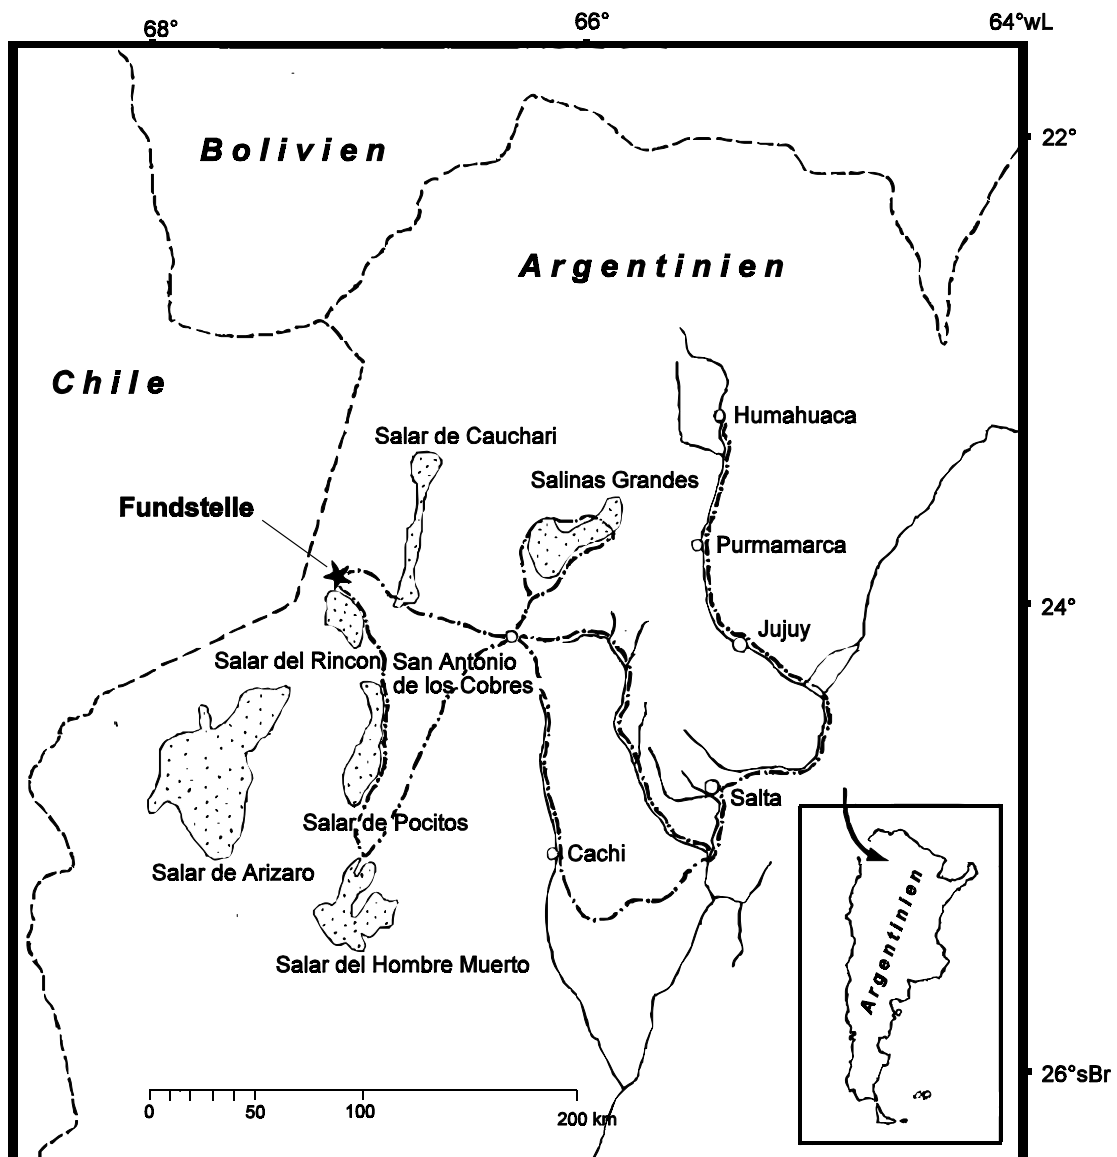 68°
66°
64°wL
22°
Bolivien
Argentinien
Chile
Humahuaca
Salar de Cauchari
Salinas Grandes
Fundstelle
Purmamarca
24°
Jujuy
Salar del Rincon
San Antonio
de los Cobres
Salta
Salar de Pocitos
Cachi
Salar de Arizaro
Argentinien
Salar del Hombre Muerto
26°sBr
0
50
100
200 km